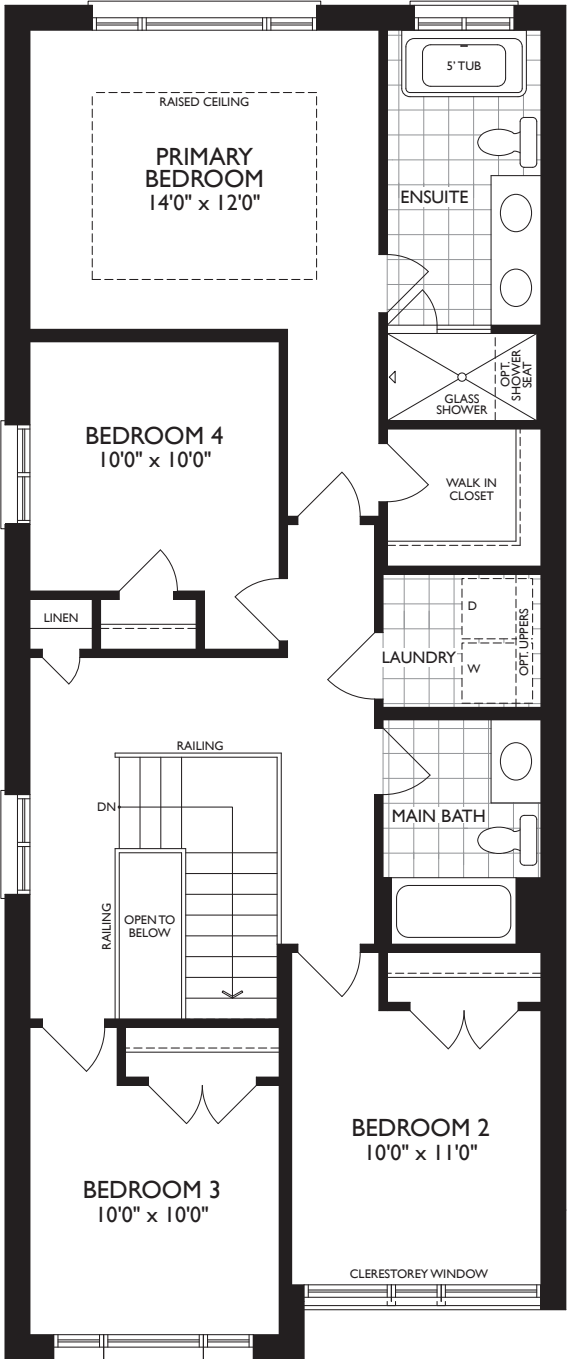 5' TUB
RAISED CEILING
PRIMARY
BEDROOM
14'0" x 12'0"
ENSUITE
OPT.
SHOWER
SEAT
GLASS
SHOWER
BEDROOM 4
10'0" x 10'0"
WALK IN
CLOSET
LINEN
D
OPT. UPPERS
LAUNDRY
W
RAILING
DN
MAIN BATH
RAILING
OPEN TO
BELOW
BEDROOM 2
10'0" x 11'0"
BEDROOM 3
10'0" x 10'0"
CLERESTOREY WINDOW